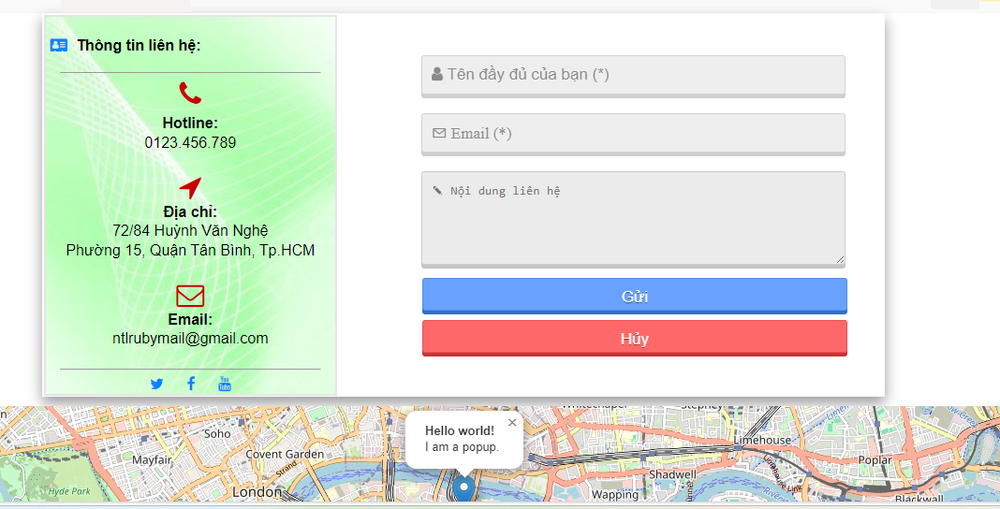 Thông tin liên hệ:
Hotline:
0123.456.789
Địa chỉ:
72/84 Huỳnh Văn Nghệ
Phường 15, Quận Tân Bình, Tp.HCM
Email:
ntlrubymail@gmail.com
You
Tube
Tên đầy đủ của bạn (*)
Email (*)
Nội dung liên hệ
Gửi
Hủy
Hello world!
I am a popup.
×
Soho
Covent Garden
Mayfair
Strand
Hyde Park
London
Limehouse
Poplar
Shadwell
Wapping
Blackwall